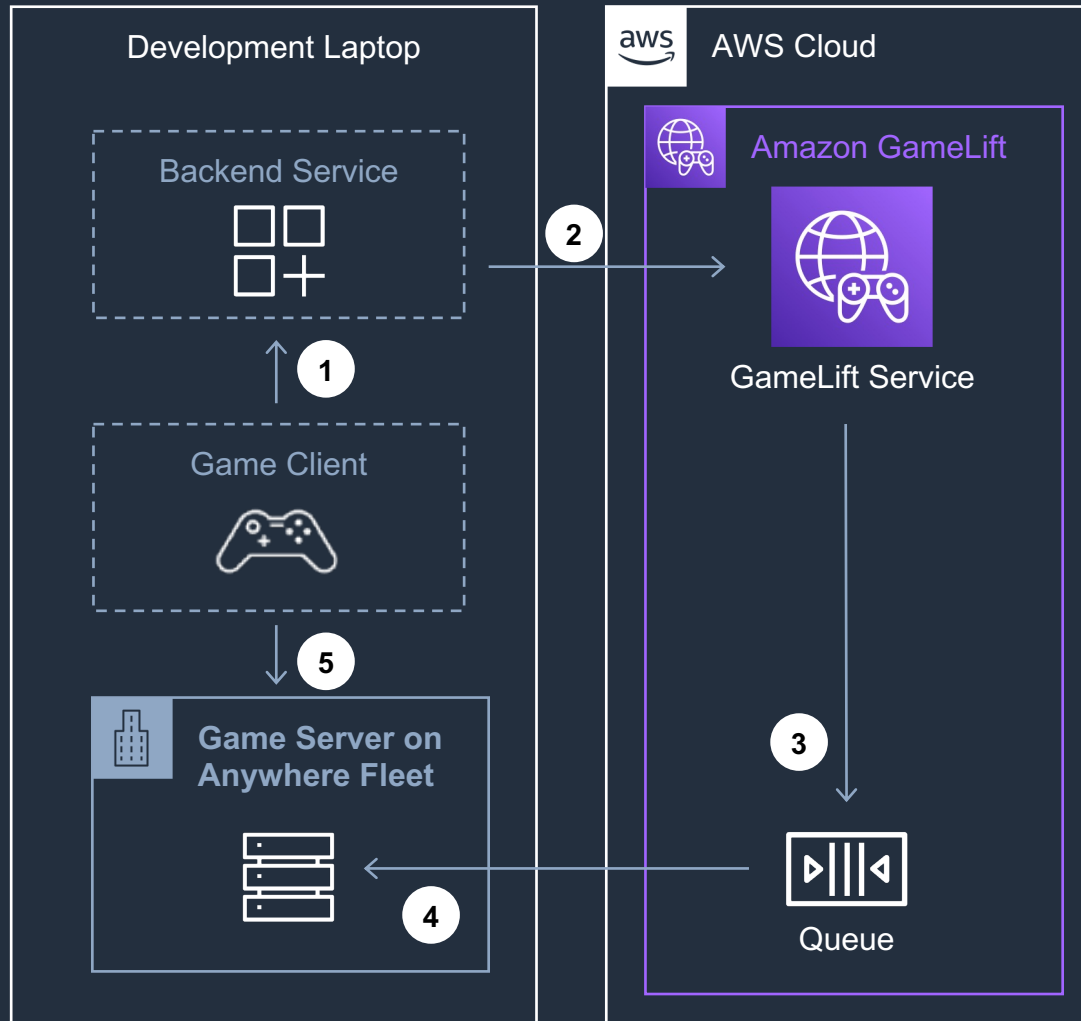 Development Laptop
Backend Service
1
Game Client
5
Game Server on
Anywhere Fleet
4
2
aws
AWS Cloud
Amazon GameLift
GameLift Service
3
Queue